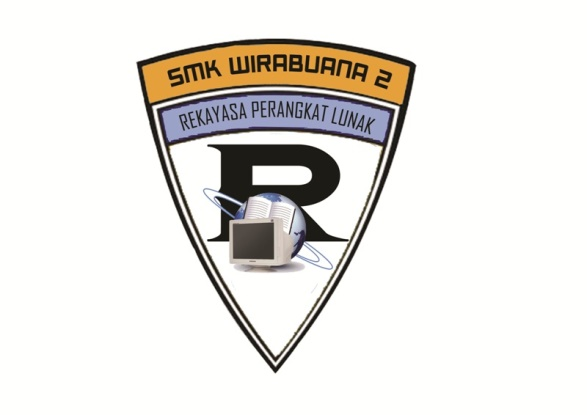 SMK WIRABUANA 2
REKAYASA PERANGKAT LUNAK
R